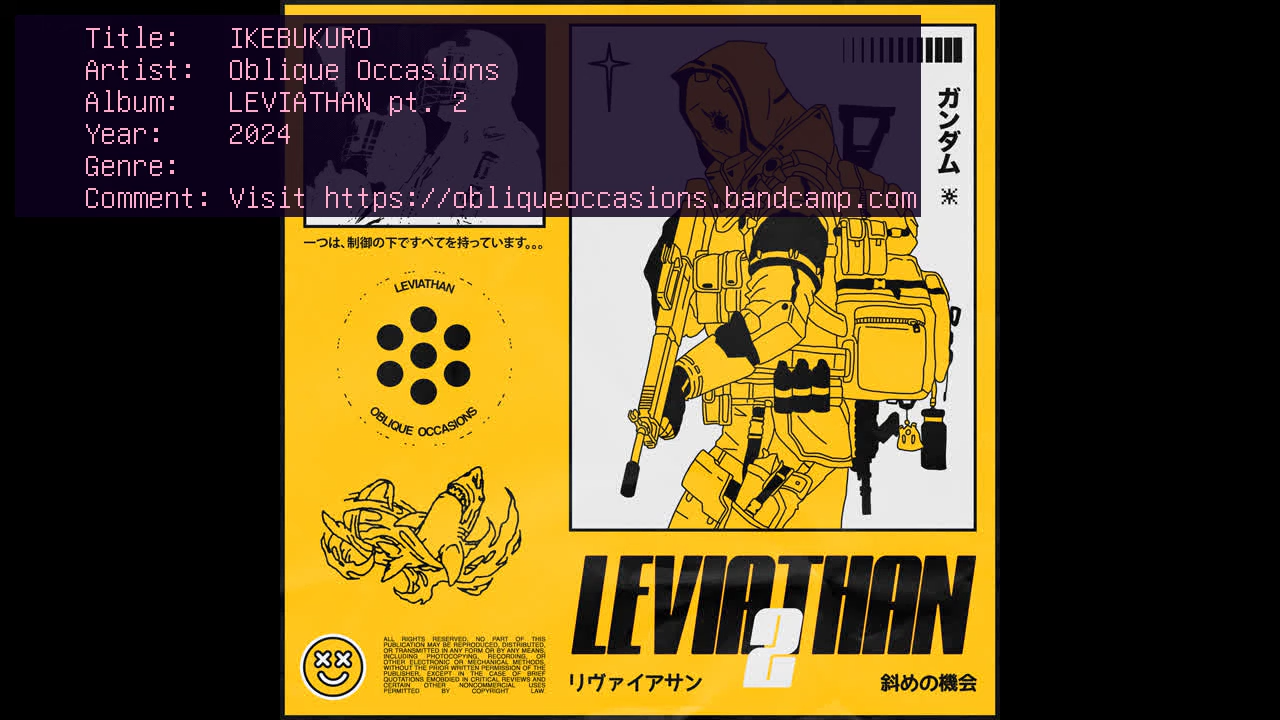 Title: IKEBUKURO
Artist: Oblique Occasions
Album: LEVIATHAN pt. 2
Year: 2024
Genre:
Comment: Visit https://obliqueoccasions.bandcamp.com
ガンダム
一つは、制御の下ですべてを持っています。。。
LEVIATHAN
OBLIQUE OCCASIONS
LEVIATHAN
2
リヴァイアサン
斜めの機会
ALL RIGHTS RESERVED. NO PART OF THIS
PUBLICATION MAY BE REPRODUCED, DISTRIBUTED,
OR TRANSMITTED IN ANY FORM OR BY ANY MEANS,
INCLUDING PHOTOCOPYING, RECORDING, OR
OTHER ELECTRONIC OR MECHANICAL METHODS,
WITHOUT THE PRIOR WRITTEN PERMISSION OF THE
PUBLISHER, EXCEPT IN THE CASE OF BRIEF
QUOTATIONS EMOBDIED IN CRITICAL REVIEWS AND
CERTAIN OTHER NONCOMMERCIAL USES
PERMITTED BY COPYRIGHT LAW.